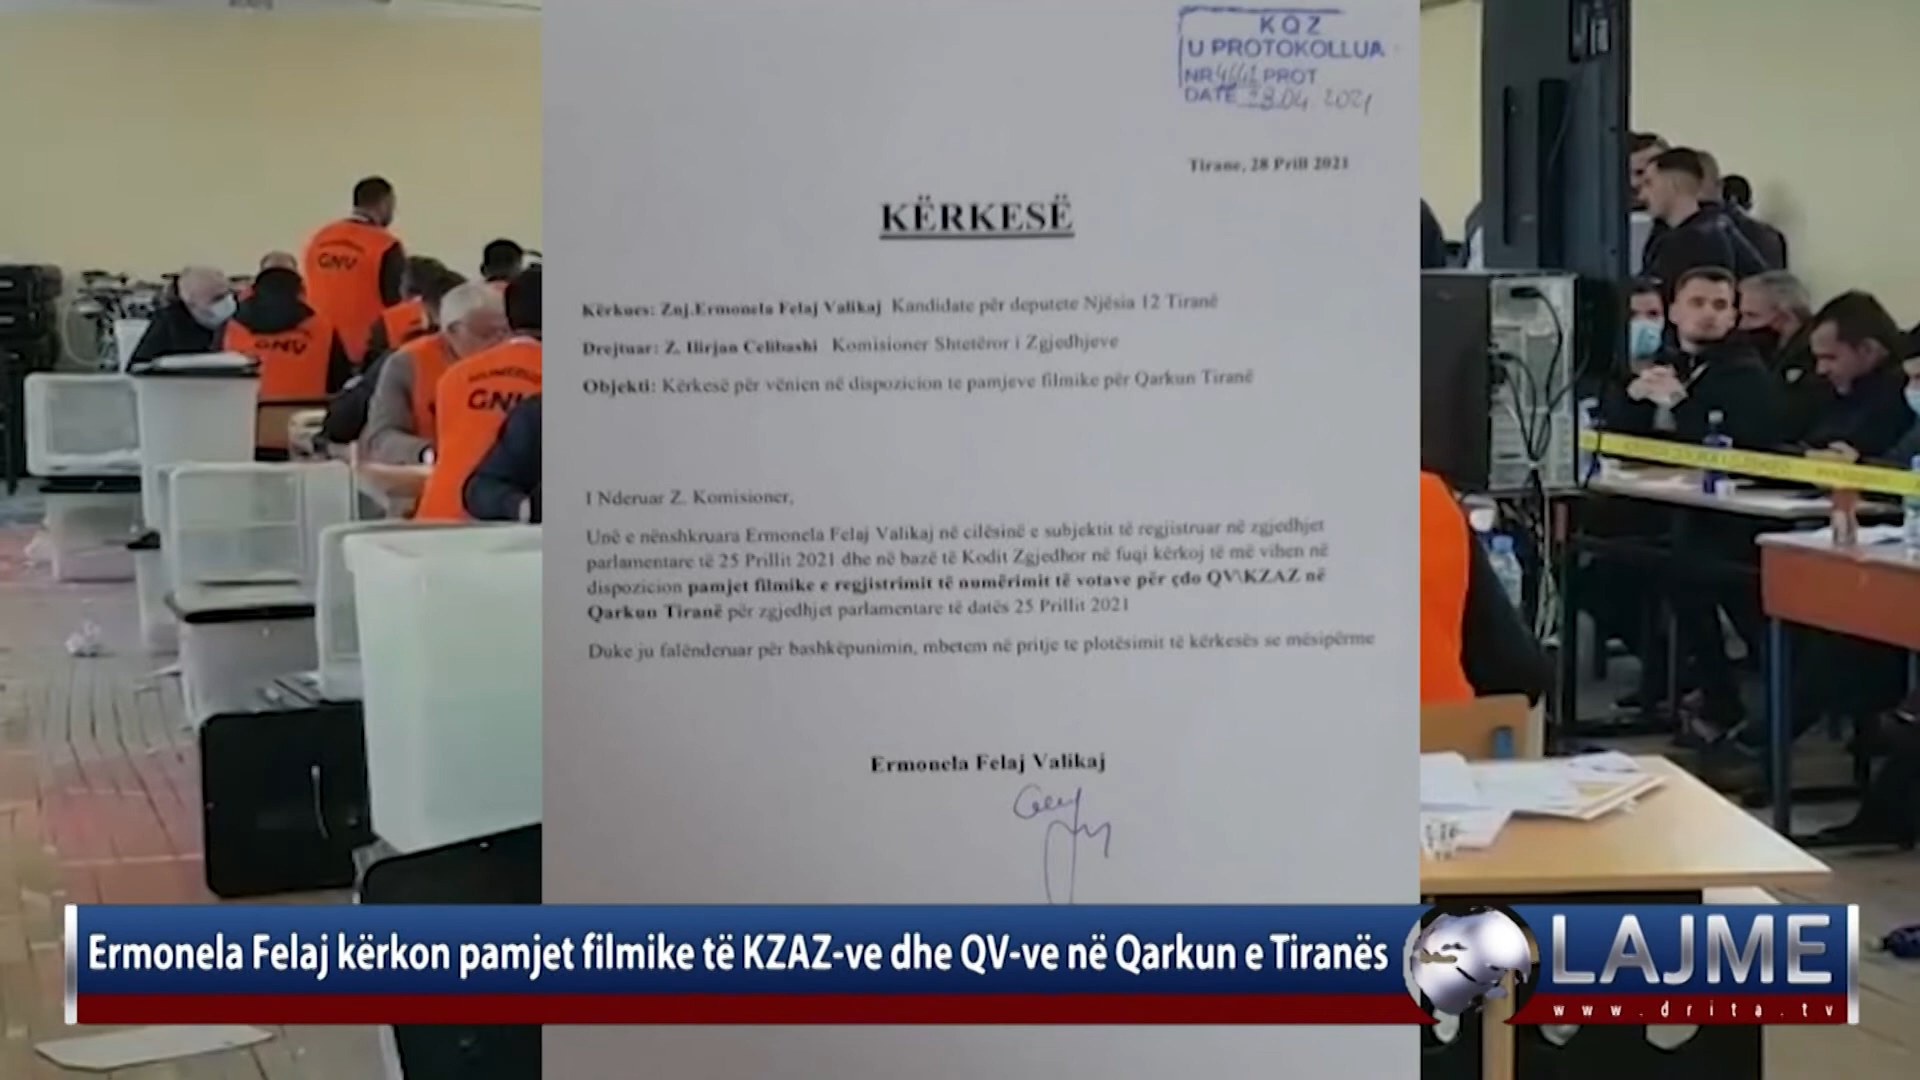 KQZ
U PROTOKOLLUA
NR PROT
DATË 28.04.2021
Tirane, 28 Prill 2021
KËRKESË
Kërkues: Znj.Ermonela Felaj Valikaj Kandidate për deputete Njësia 12 Tiranë
Drejtuar: Z. Ilirjan Celibashi Komisioner Shtetëror i Zgjedhjeve
Objekti: Kërkesë për vënien në dispozicion te pamjeve filmike për Qarkun Tiranë
I Nderuar Z. Komisioner,
Unë e nënshkruara Ermonela Felaj Valikaj në cilësinë e subjektit të regjistruar në zgjedhjet
parlamentare të 25 Prillit 2021 dhe në bazë të Kodit Zgjedhor në fuqi kërkoj të më vihen në
dispozicion pamjet filmike e regjistrimit të numërimit të votave për çdo QV\KZAZ në
Qarkun Tiranë për zgjedhjet parlamentare të datës 25 Prillit 2021
Duke ju falënderuar për bashkëpunimin, mbetem në pritje te plotësimit të kërkesës se mësipërme
Ermonela Felaj Valikaj
GNV
GNV
GNV
Ermonela Felaj kërkon pamjet filmike të KZAZ-ve dhe QV-ve në Qarkun e Tiranës
LAJME
www.drita.tv